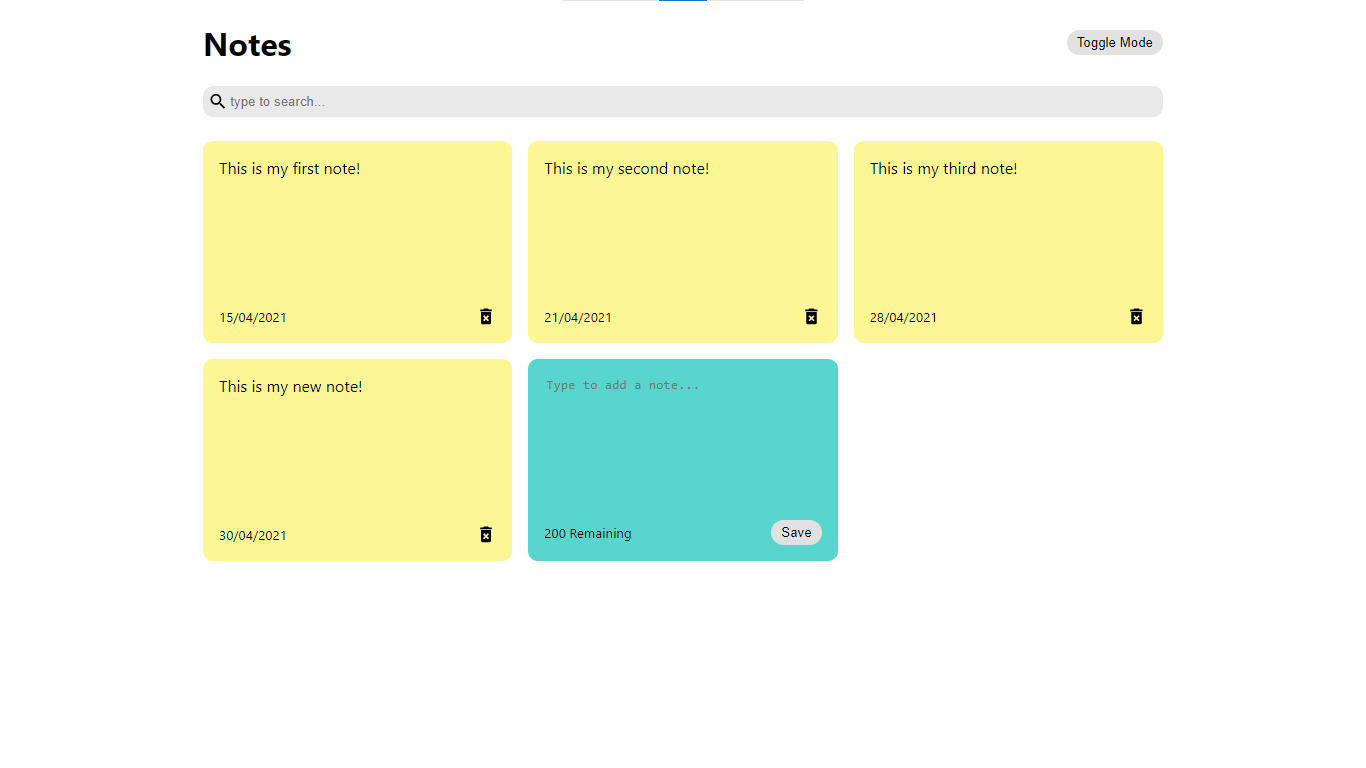 Notes
Toggle Mode
type to search...
This is my first note!
This is my second note!
This is my third note!
15/04/2021
21/04/2021
28/04/2021
This is my new note!
Type to add a note...
30/04/2021
200 Remaining
Save